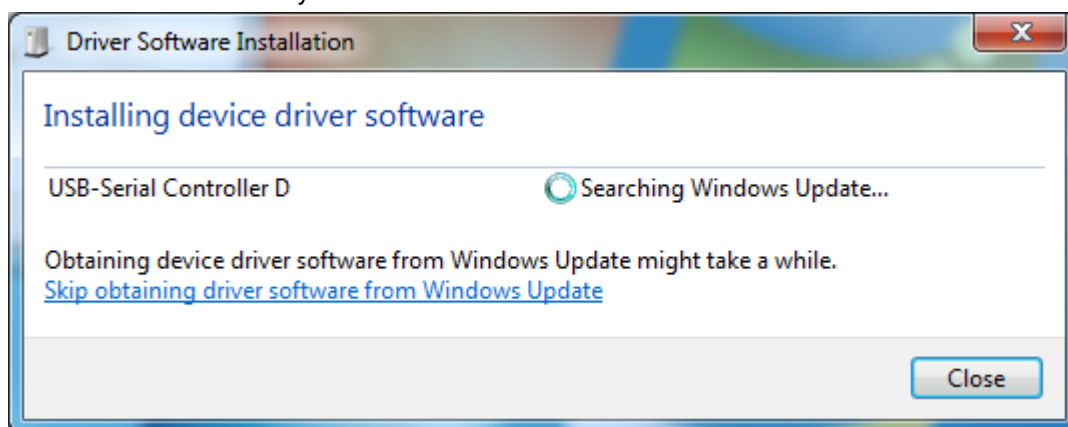 Driver Software Installation
Installing device driver software
USB-Serial Controller D Searching Windows Update...
Obtaining device driver software from Windows Update might take a while.
Skip obtaining driver software from Windows Update
Close